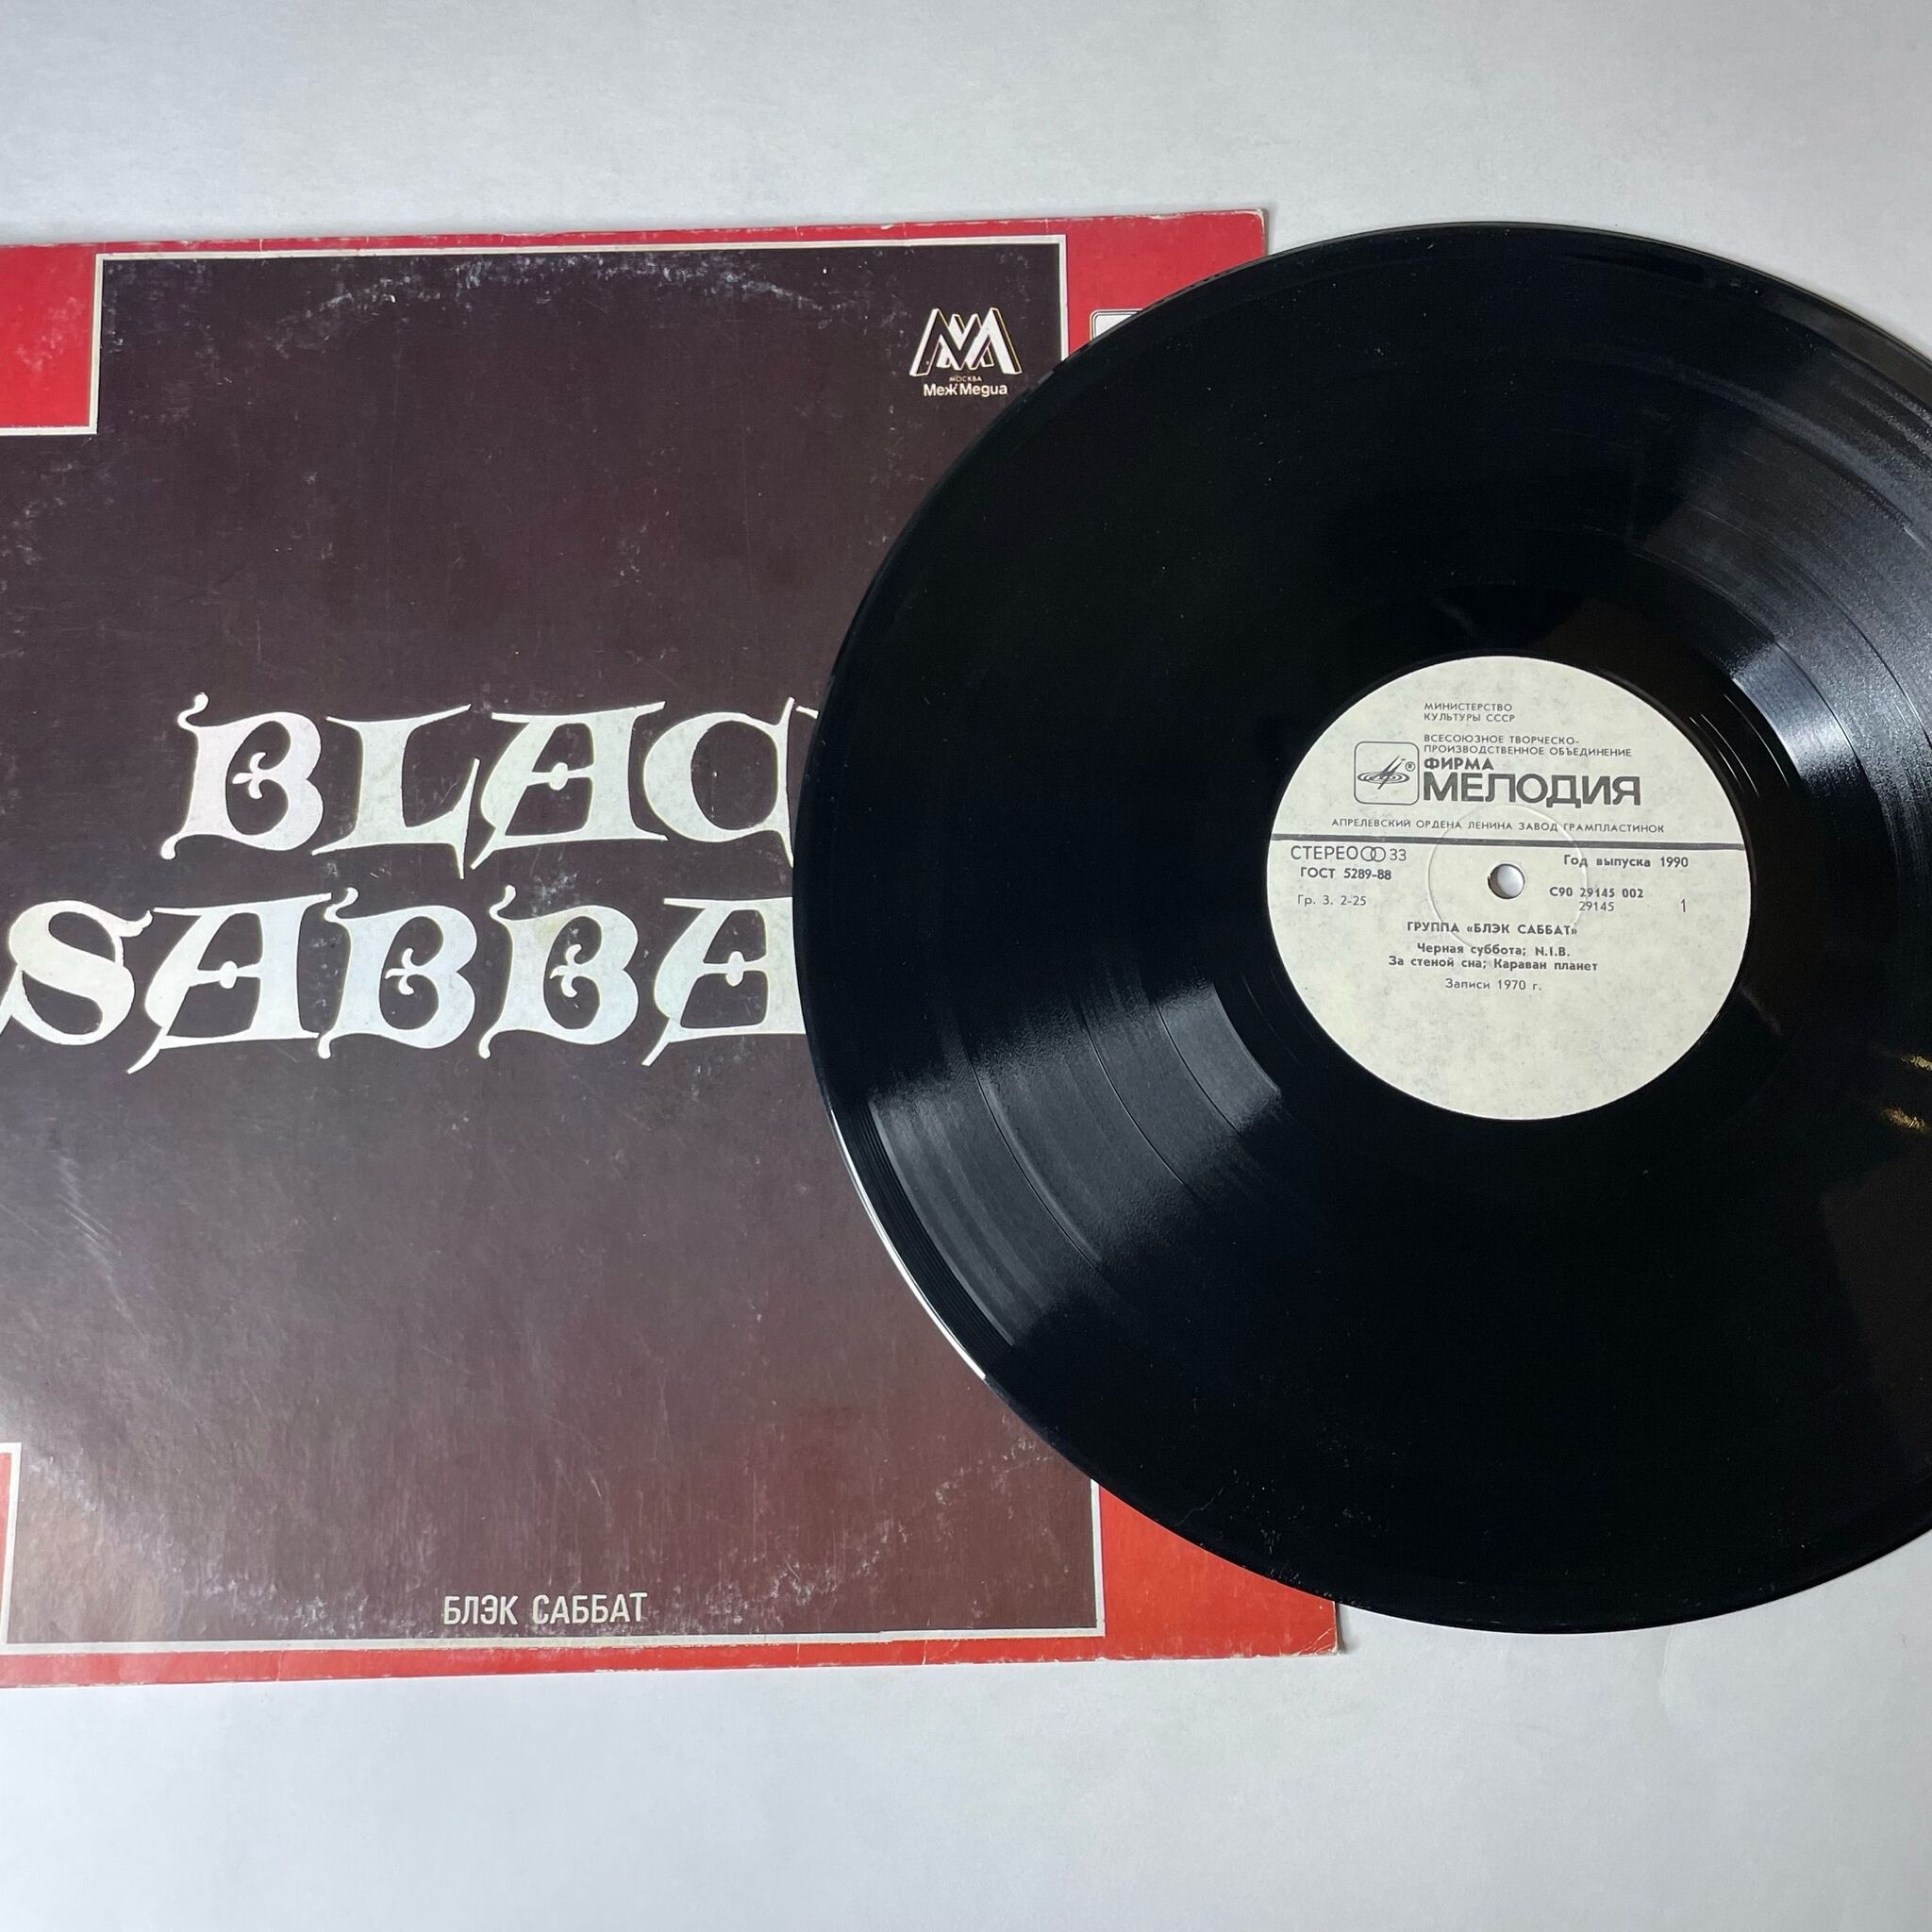 МОСКВА
МежМедиа
BLAC
SABBA
БЛЭК САББАТ
МИНИСТЕРСТВО
КУЛЬТУРЫ СССР
ВСЕСОЮЗНОЕ ТВОРЧЕСКО-
ПРОИЗВОДСТВЕННОЕ ОБЪЕДИНЕНИЕ
ФИРМА
® МЕЛОДИЯ
АПРЕЛЕВСКИЙ ОРДЕНА ЛЕНИНА ЗАВОД ГРАМПЛАСТИНОК
СТЕРЕО 33 Год выпуска 1990
ГОСТ 5289-88
С90 29145 002
Гр. 3. 2-25 29145 1
ГРУППА «БЛЭК САББАТ»
Черная суббота; N.I.B.
За стеной сна; Караван планет
Записи 1970 г.